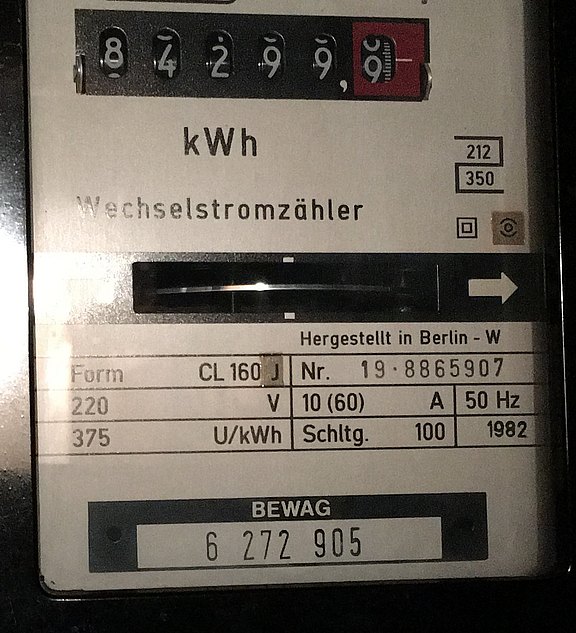 84299,9
kWh
212
350
Wechselstromzähler
Hergestellt in Berlin - W
Form CL 160 J Nr. 19·8865907
220 V 10 (60) A 50 Hz
375 U/kWh Schltg. 100 1982
BEWAG
6 272 905